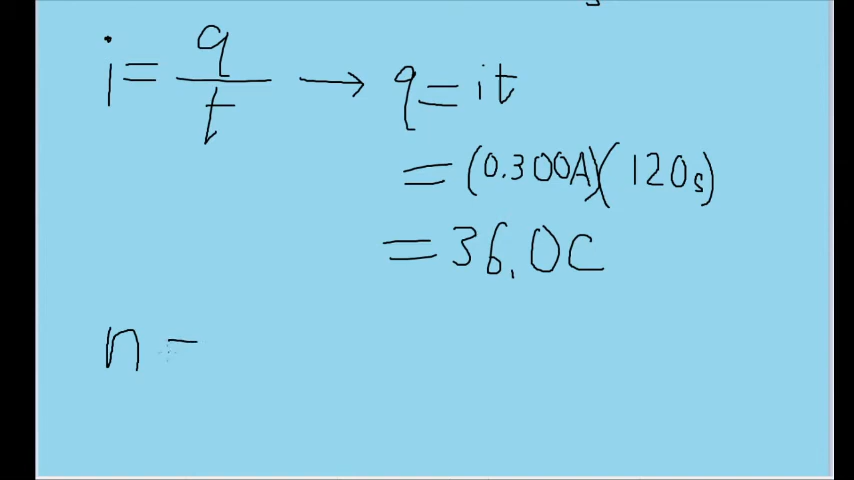 i = q/t → q = it
= (0.300A)(120s)
= 36.0C
n =